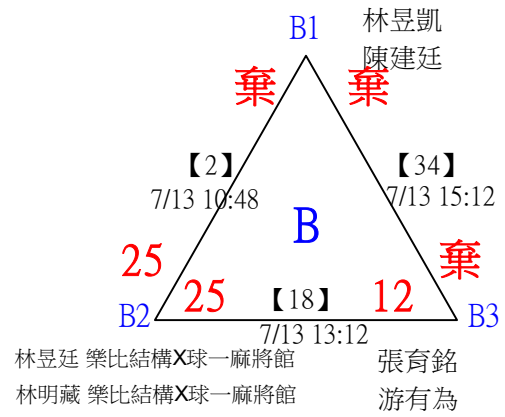 B1
林昱凱
陳建廷
棄 棄
【2】
7/13 10:48
【34】
7/13 15:12
B
25
棄
25
【18】
12
B2
7/13 13:12
B3
林昱廷 樂比結構X球一麻將館
林明藏 樂比結構X球一麻將館
張育銘
游有為